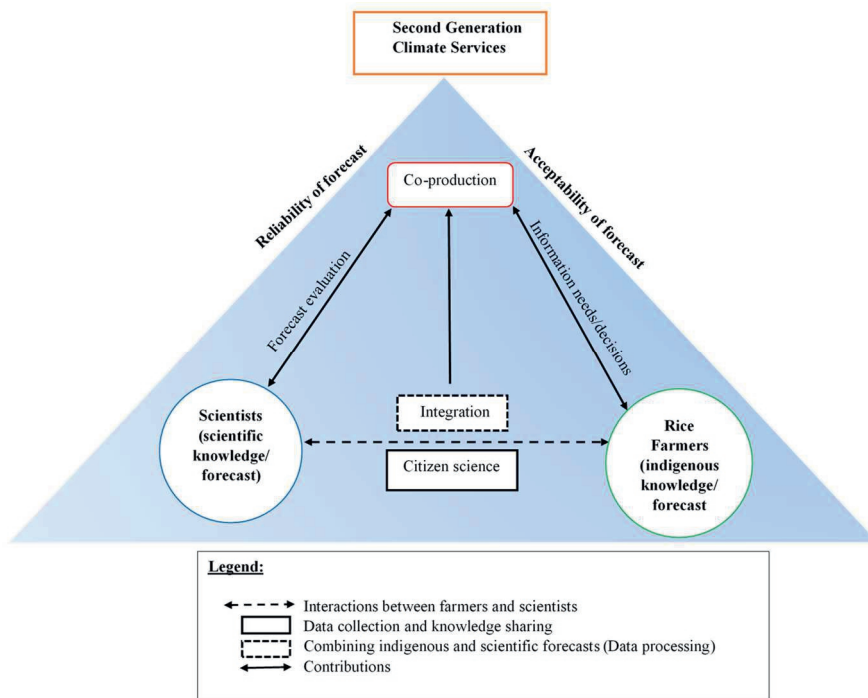 Second Generation
Climate Services
Reliability of forecast
Acceptability of forecast
Co-production
Forecast evaluation
Information needs/decisions
Integration
Scientists
(scientific
knowledge/
forecast)
Citizen science
Rice
Farmers
(indigenous
knowledge/
forecast
Legend:
Interactions between farmers and scientists
Data collection and knowledge sharing
Combining indigenous and scientific forecasts (Data processing)
Contributions